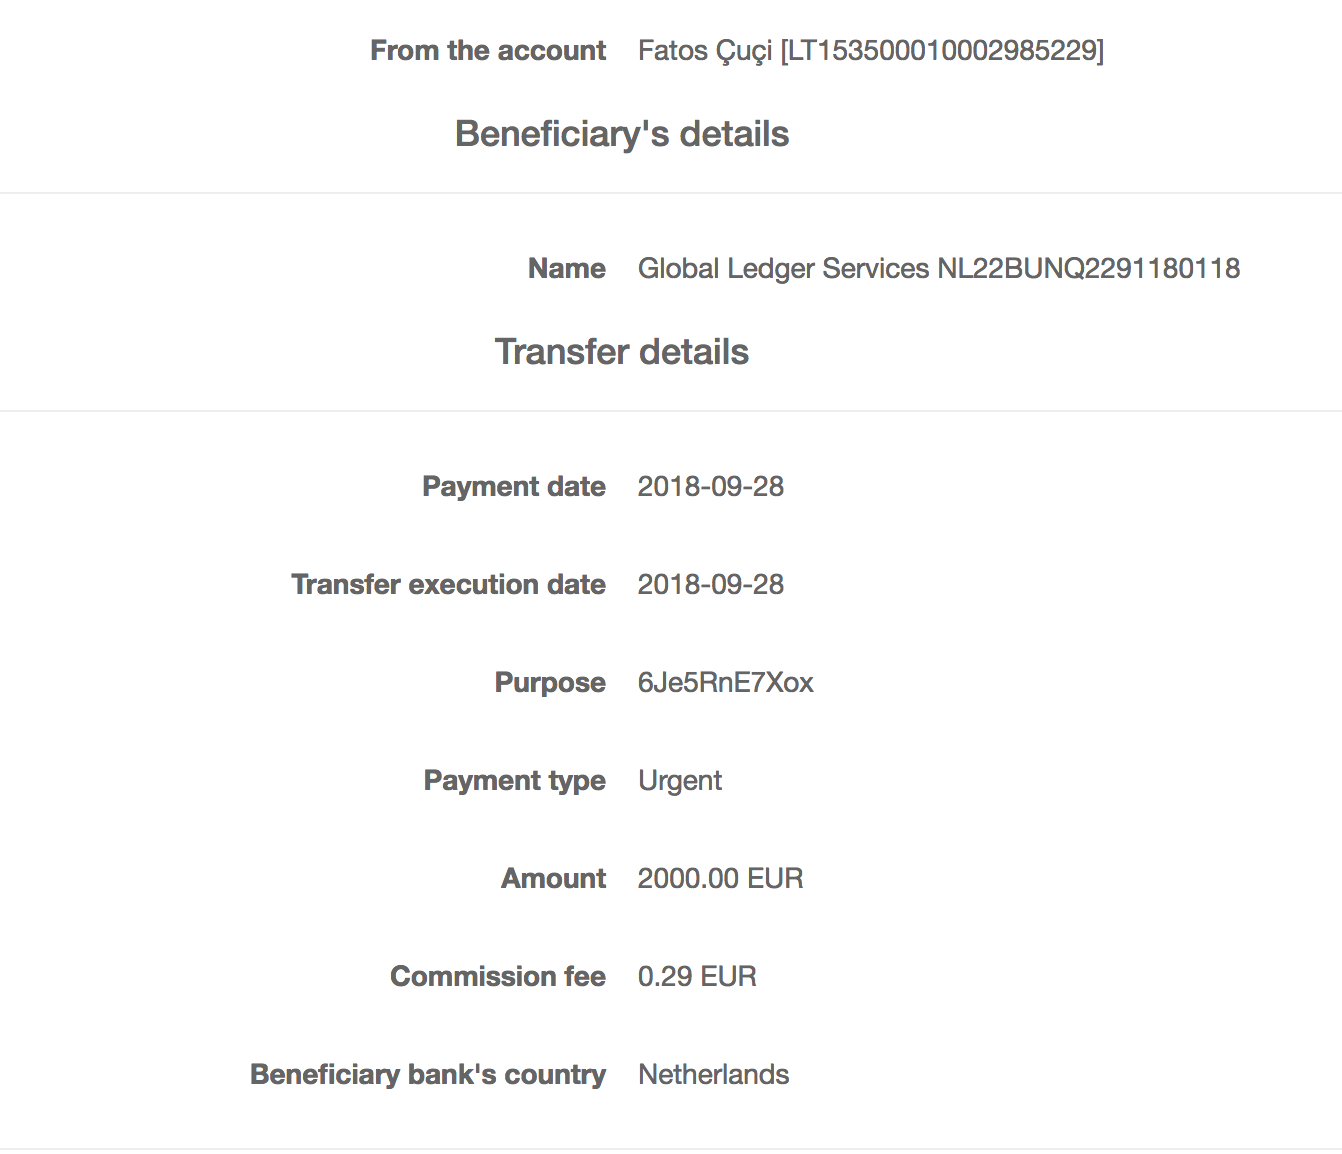 From the account Fatos Çuçi [LT153500010002985229]
Beneficiary's details
Name Global Ledger Services NL22BUNQ2291180118
Transfer details
Payment date 2018-09-28
Transfer execution date 2018-09-28
Purpose 6Je5RnE7Xox
Payment type Urgent
Amount 2000.00 EUR
Commission fee 0.29 EUR
Beneficiary bank's country Netherlands